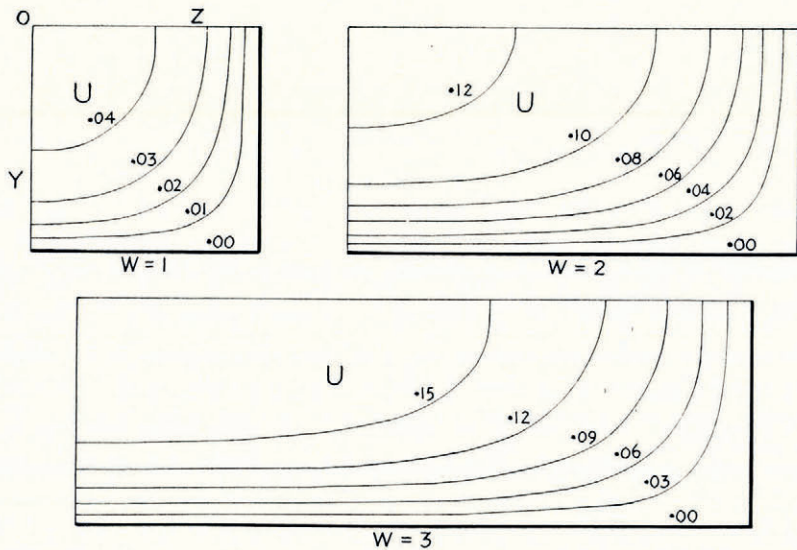 O Z
U
.04
Y
.03
.02
.01
.00
W = 1
.12
U
.10
.08
.06
.04
.02
.00
W = 2
U
.15
.12
.09
.06
.03
.00
W = 3